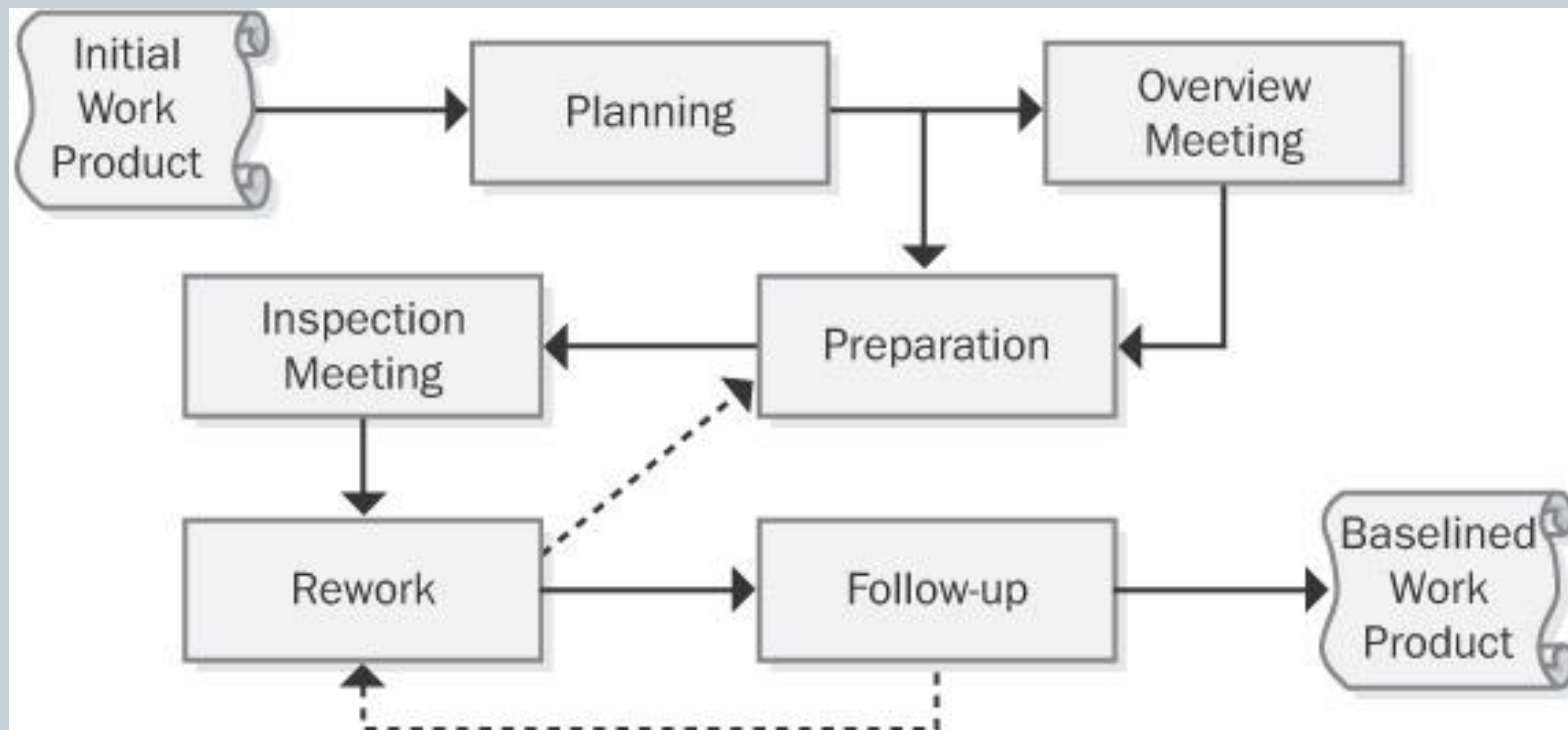 Initial
Work
Product
Planning
Overview
Meeting
Inspection
Meeting
Preparation
Rework
Follow-up
Baselined
Work
Product